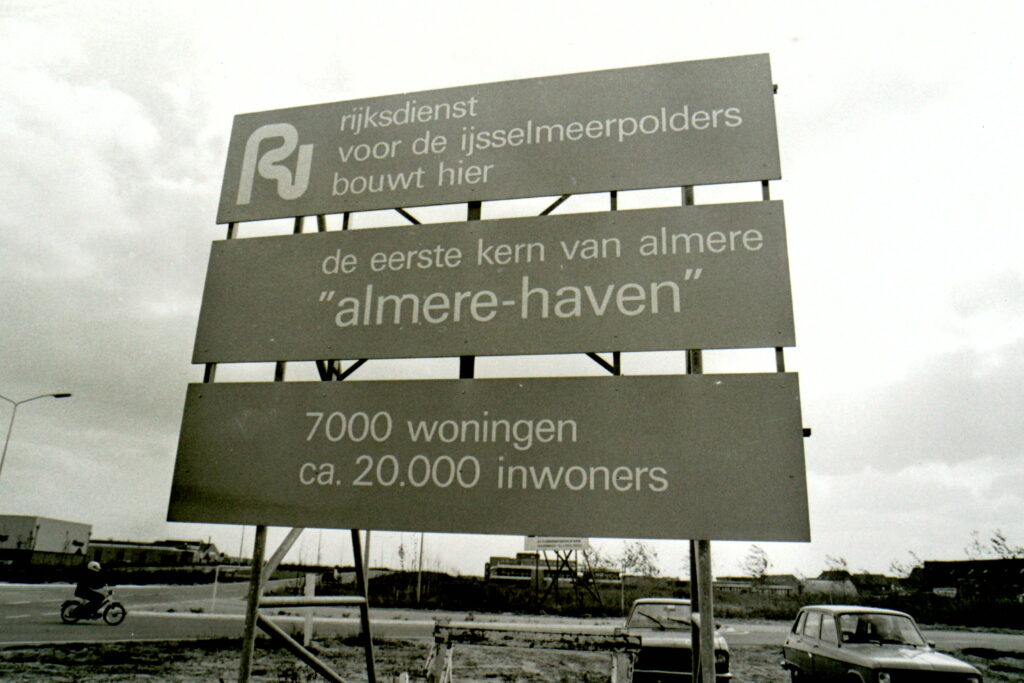 rijksdienst
voor de ijsselmeerpolders
bouwt hier
de eerste kern van almere
"almere-haven"
7000 woningen
ca. 20.000 inwoners